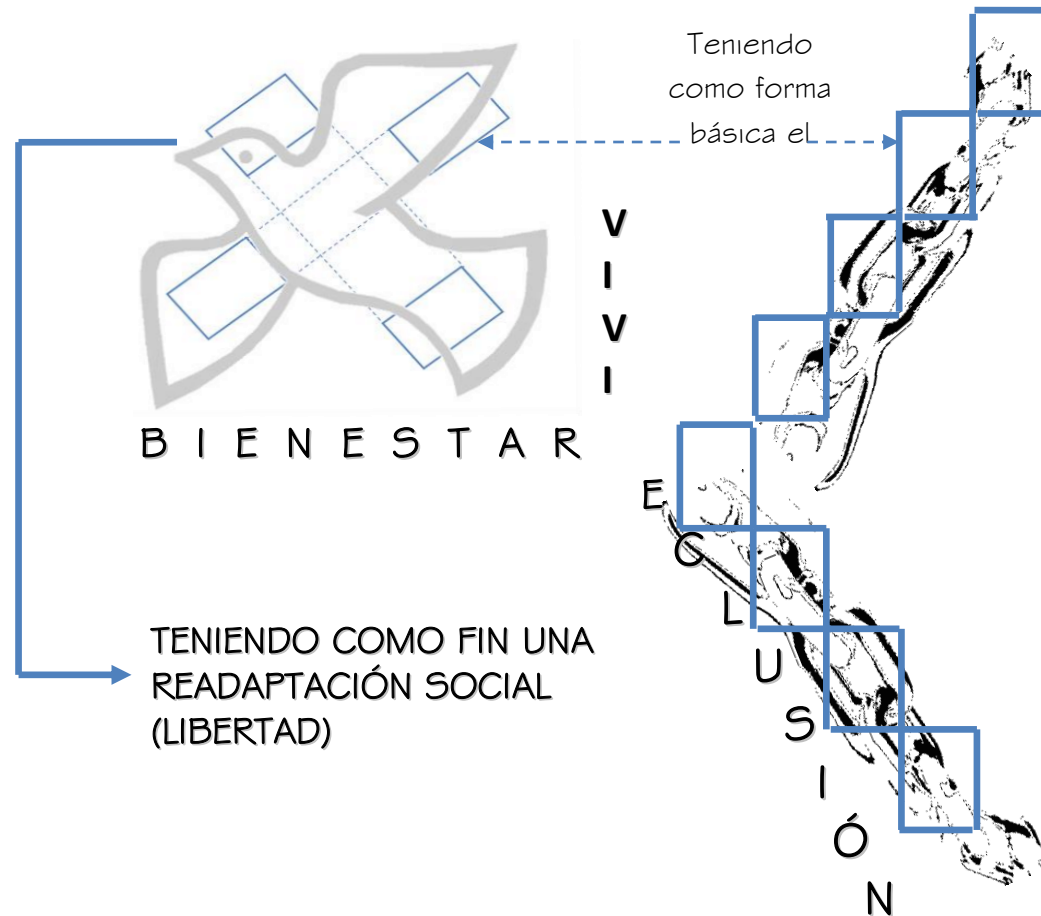 Teniendo
como forma
básica el
V
I
V
I
B I E N E S T A R
E
C
L
U
S
I
Ó
N
TENIENDO COMO FIN UNA
READAPTACIÓN SOCIAL
(LIBERTAD)